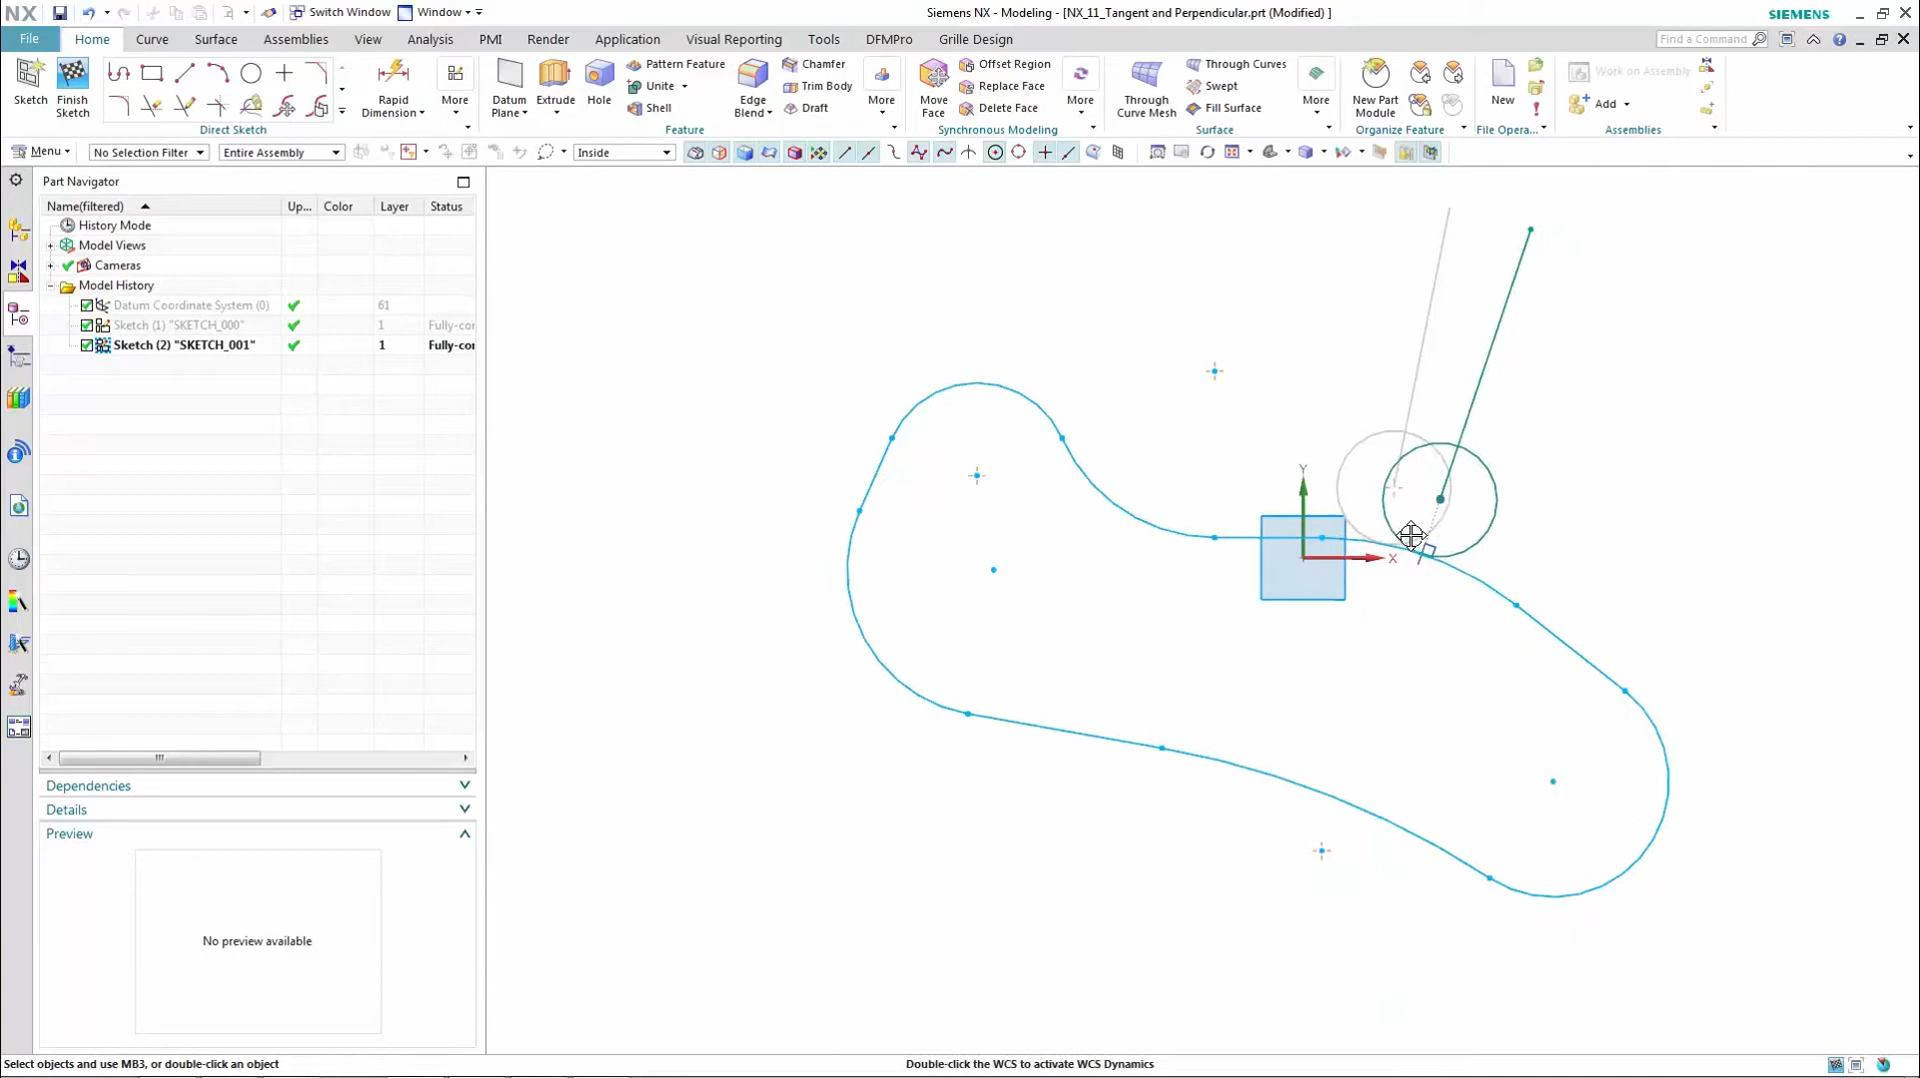 NX
Switch Window
Window
Siemens NX - Modeling - [NX_11_Tangent and Perpendicular.prt (Modified) ]
SIEMENS
File
Home
Curve
Surface
Assemblies
View
Analysis
PMI
Render
Application
Visual Reporting
Tools
DFMPro
Grille Design
Find a Command
Sketch
Finish Sketch
Direct Sketch
Rapid Dimension
More
Datum Plane
Extrude
Hole
Pattern Feature
Unite
Shell
Edge Blend
Chamfer
Trim Body
Draft
More
Feature
Move Face
Offset Region
Replace Face
Delete Face
More
Synchronous Modeling
Through Curve Mesh
Through Curves
Swept
Fill Surface
More
Surface
New Part Module
Organize Feature
New
File Opera...
Work on Assembly
Add
Assemblies
Menu
No Selection Filter
Entire Assembly
Inside
Part Navigator
Name(filtered) Up... Color Layer Status
History Mode
Model Views
Cameras
Model History
Datum Coordinate System (0) 61
Sketch (1) "SKETCH_000" 1 Fully-cor
Sketch (2) "SKETCH_001" 1 Fully-cor
Dependencies
Details
Preview
No preview available
Y
X
Select objects and use MB3, or double-click an object
Double-click the WCS to activate WCS Dynamics